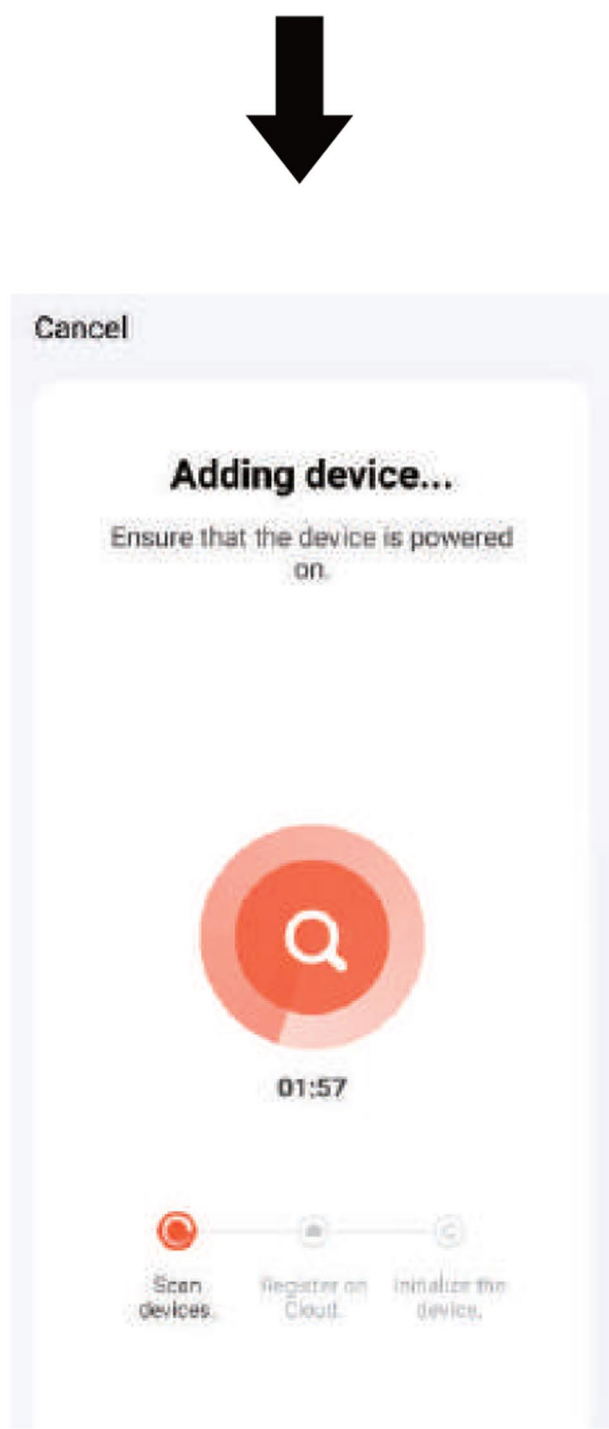 Cancel
Adding device...
Ensure that the device is powered
on.
01:57
Scan
devices.
Register on
Cloud.
Initialize the
device.